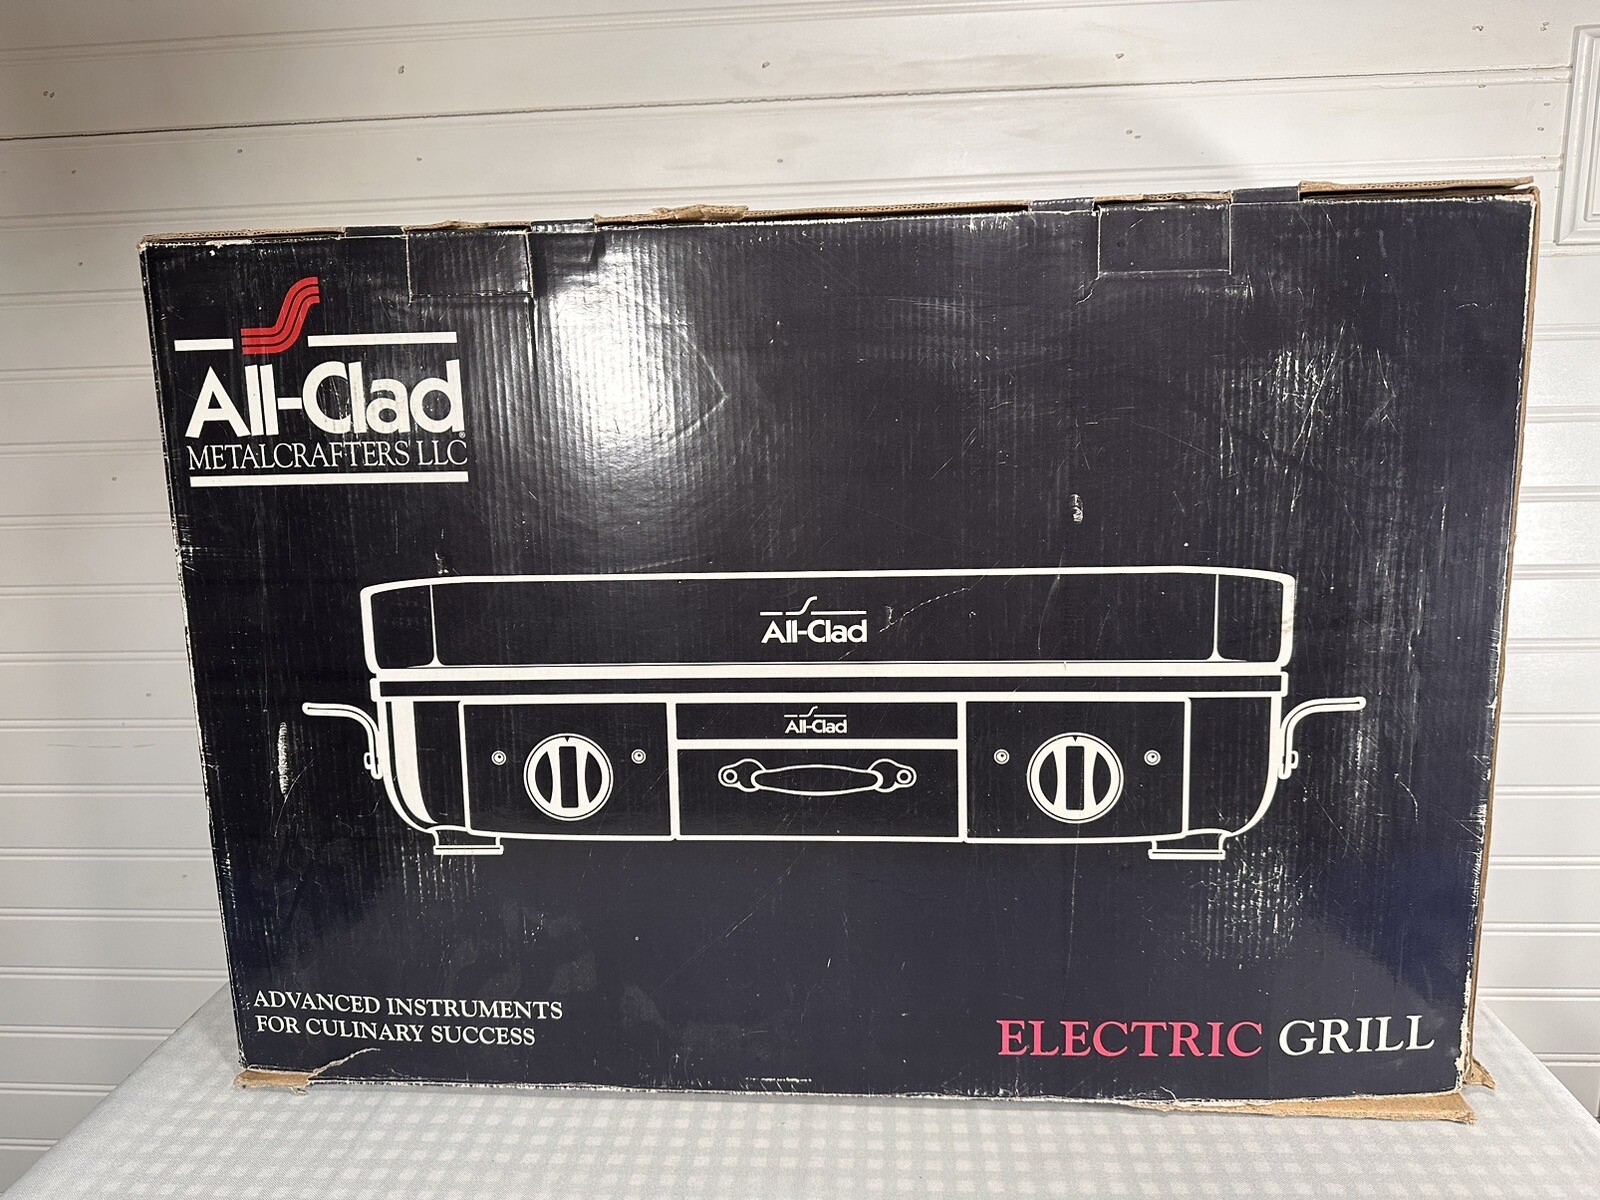 All-Clad®
METALCRAFTERS LLC
All-Clad
All-Clad
ADVANCED INSTRUMENTS
FOR CULINARY SUCCESS
ELECTRIC GRILL